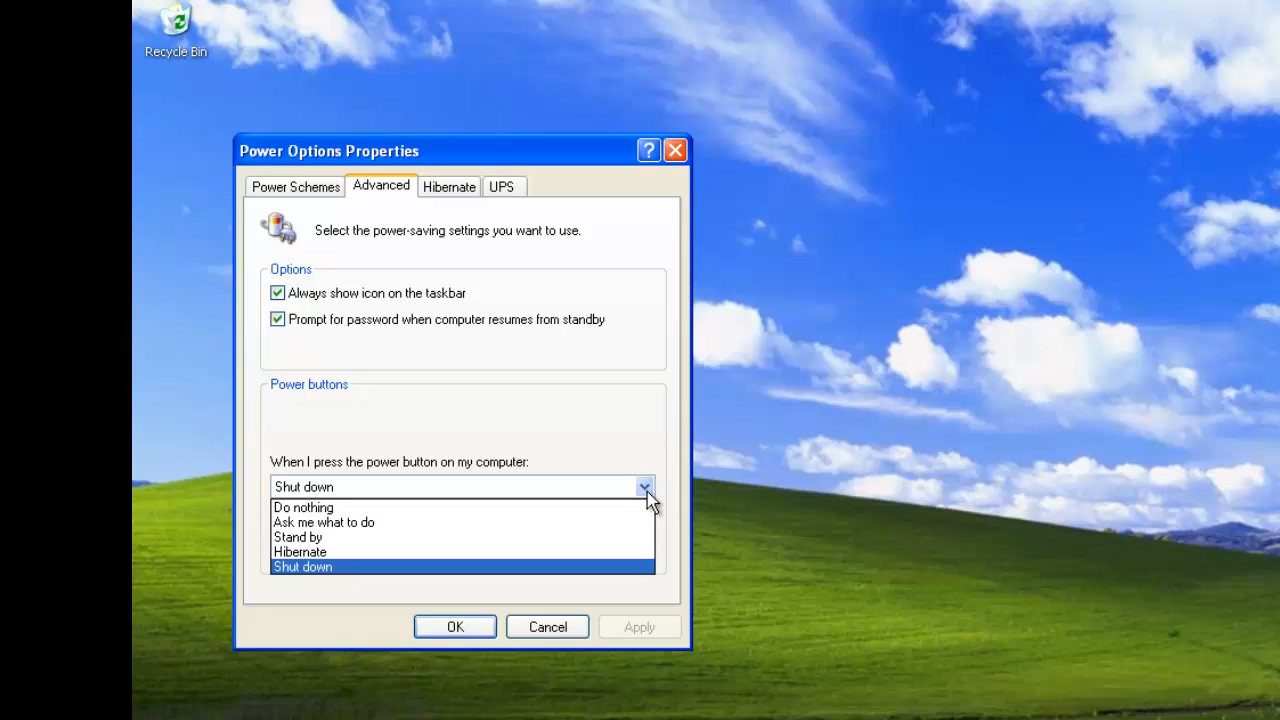 Recycle Bin
Power Options Properties
Power Schemes Advanced Hibernate UPS
Select the power-saving settings you want to use.
Options
Always show icon on the taskbar
Prompt for password when computer resumes from standby
Power buttons
When I press the power button on my computer:
Shut down
Do nothing
Ask me what to do
Stand by
Hibernate
Shut down
OK Cancel Apply